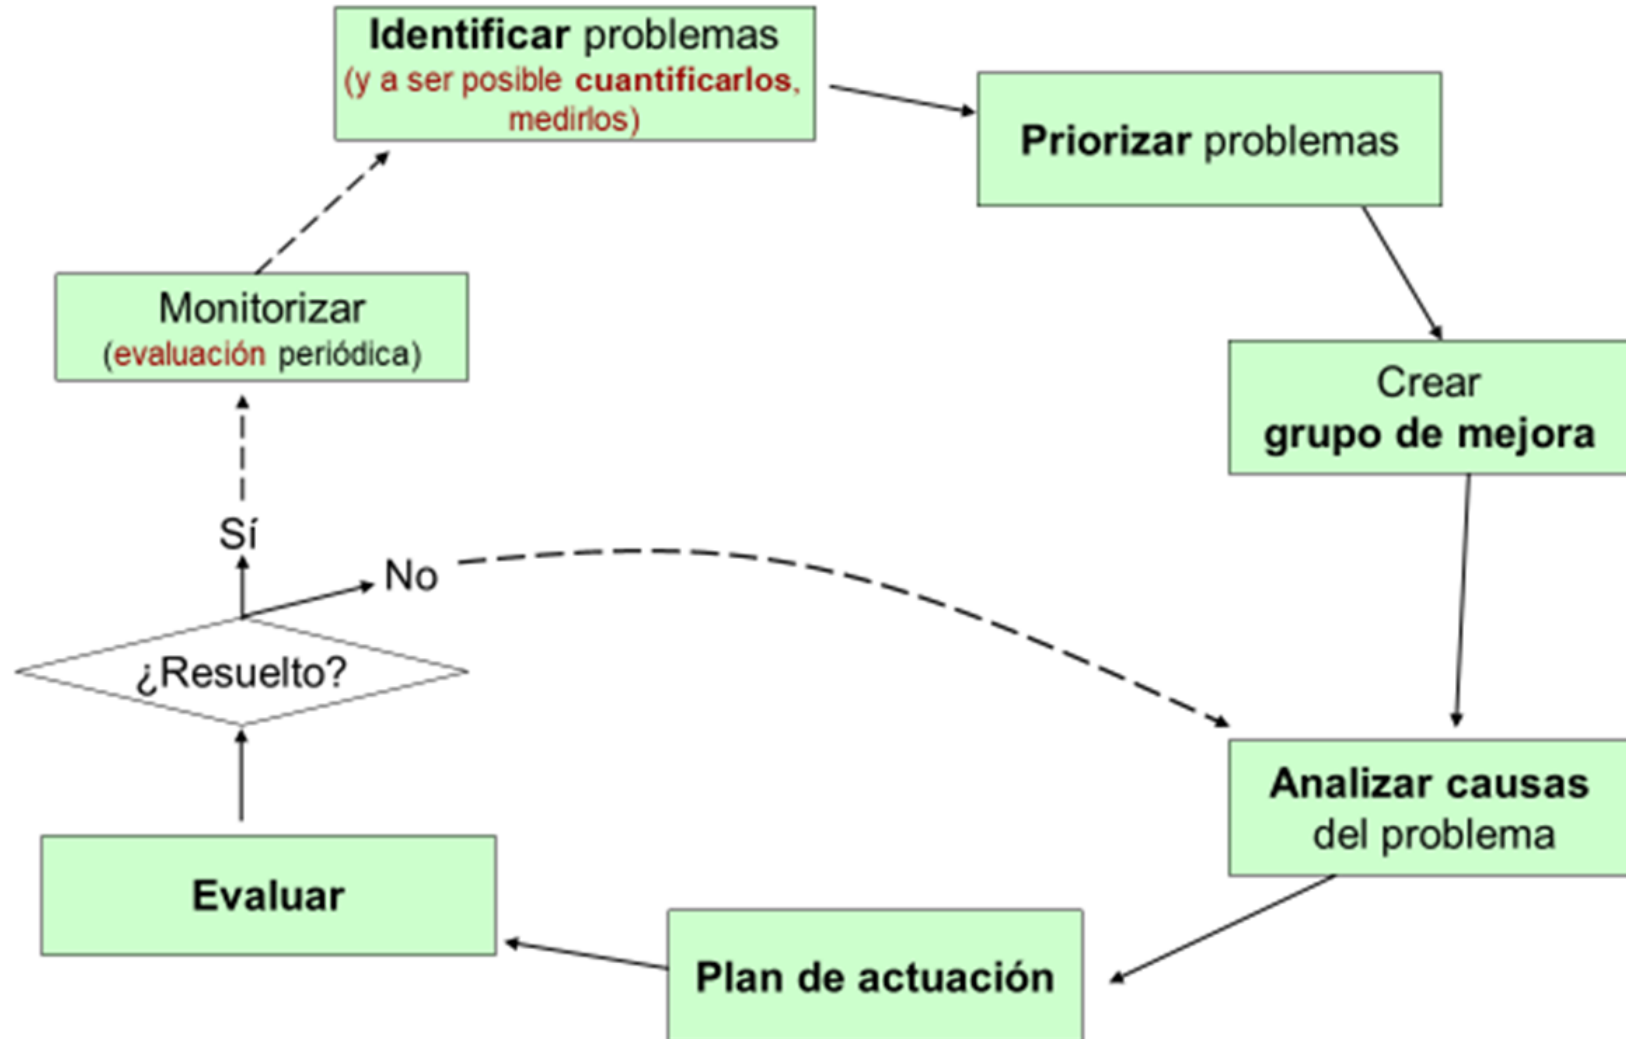 Identificar problemas
(y a ser posible cuantificarlos,
medirlos)
Priorizar problemas
Crear
grupo de mejora
Analizar causas
del problema
Plan de actuación
Evaluar
¿Resuelto?
No
Sí
Monitorizar
(evaluación periódica)